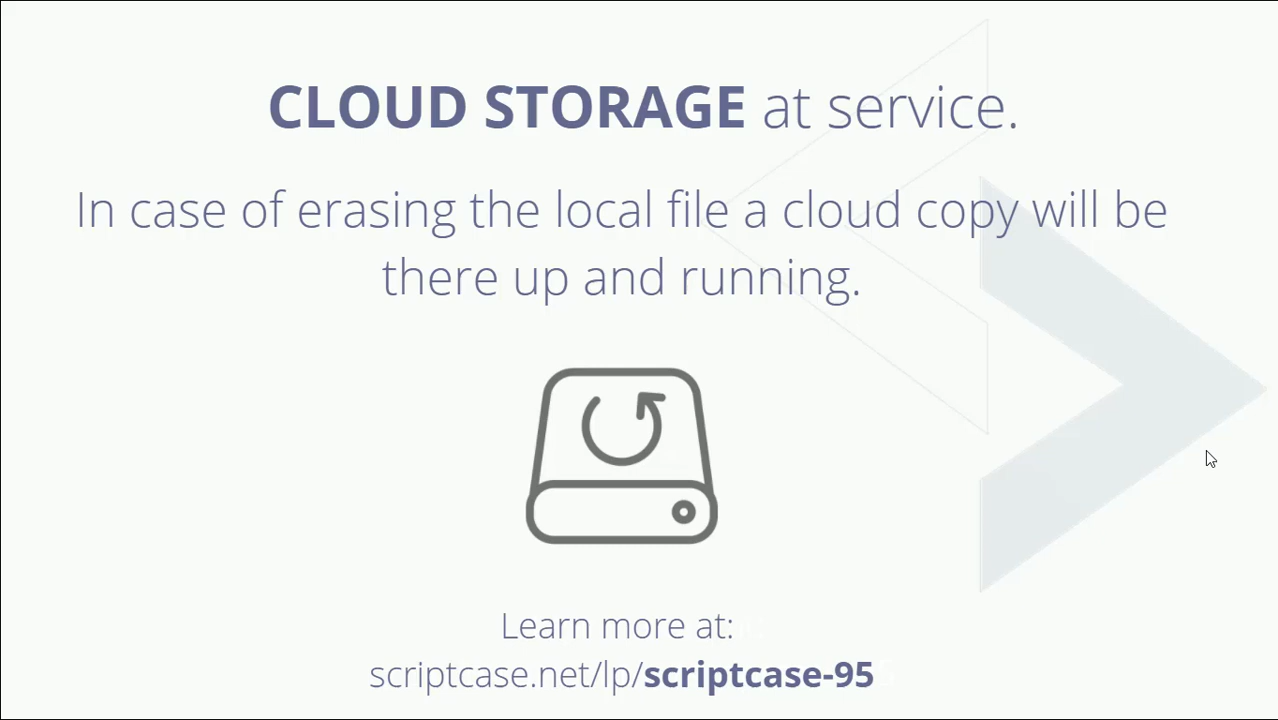 CLOUD STORAGE at service.
In case of erasing the local file a cloud copy will be
there up and running.
Learn more at:
scriptcase.net/lp/scriptcase-95